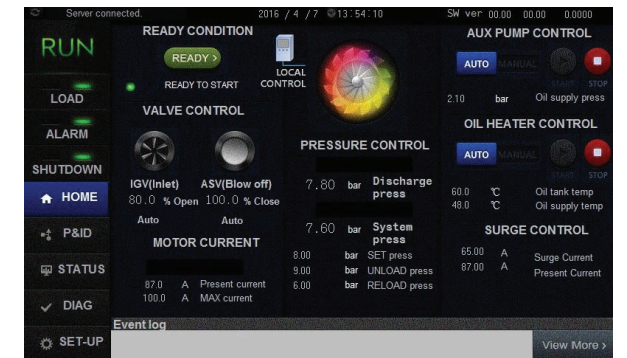 Server connected. 2016 / 4 / 7 13:54:10 SW ver 00.00 00.00 0.0000
RUN
LOAD
ALARM
SHUTDOWN
HOME
P&ID
STATUS
DIAG
SET-UP
READY CONDITION
READY >
READY TO START
LOCAL
CONTROL
VALVE CONTROL
IGV(Inlet) ASV(Blow off)
80.0 % Open 100.0 % Close
Auto Auto
MOTOR CURRENT
87.0 A Present current
100.0 A MAX current
PRESSURE CONTROL
7.80 bar Discharge
press
7.60 bar System
press
8.00 bar SET press
9.00 bar UNLOAD press
6.00 bar RELOAD press
AUX PUMP CONTROL
AUTO MANUAL
START STOP
2.10 bar Oil supply press
OIL HEATER CONTROL
AUTO MANUAL
START STOP
60.0 ℃ Oil tank temp
48.0 ℃ Oil supply temp
SURGE CONTROL
65.00 A Surge Current
87.00 A Present Current
Event log
View More >